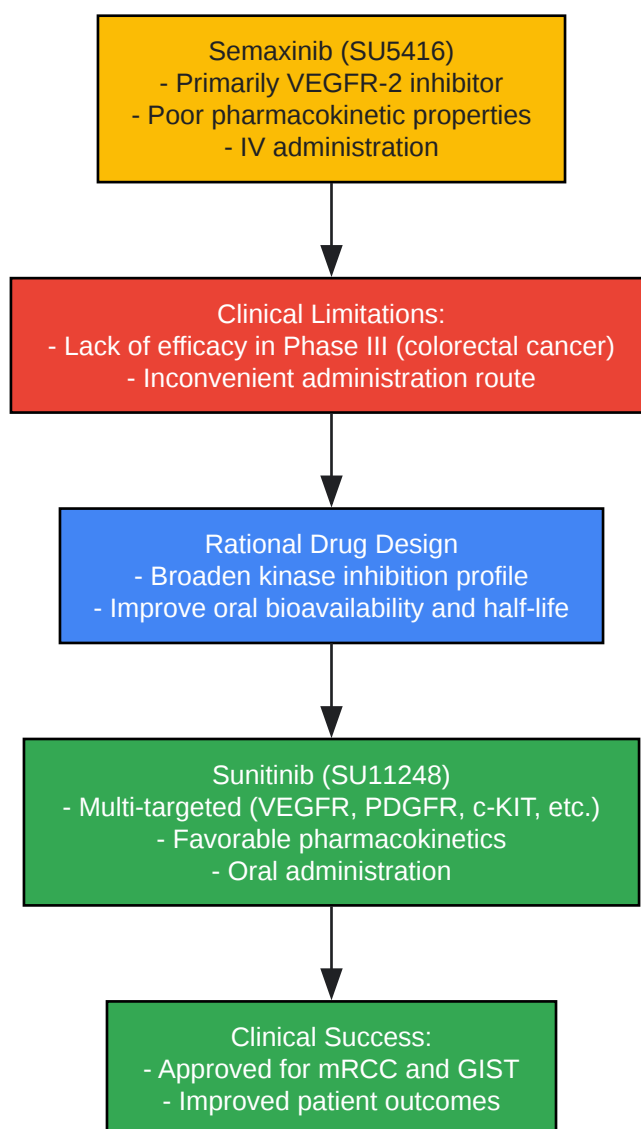 Semaxinib (SU5416)
- Primarily VEGFR-2 inhibitor
- Poor pharmacokinetic properties
- IV administration
Clinical Limitations:
- Lack of efficacy in Phase III (colorectal cancer)
- Inconvenient administration route
Rational Drug Design
- Broaden kinase inhibition profile
- Improve oral bioavailability and half-life
Sunitinib (SU11248)
- Multi-targeted (VEGFR, PDGFR, c-KIT, etc.)
- Favorable pharmacokinetics
- Oral administration
Clinical Success:
- Approved for mRCC and GIST
- Improved patient outcomes